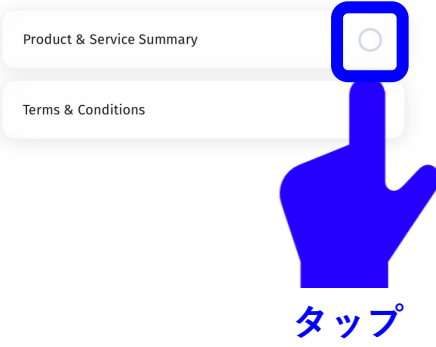 Product & Service Summary
Terms & Conditions
タップ